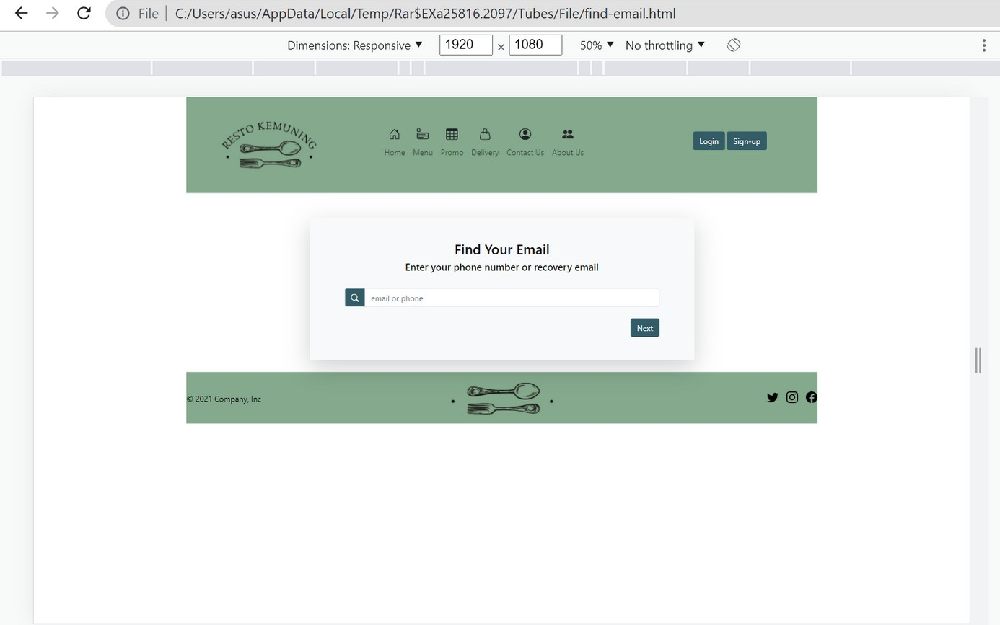 File C:/Users/asus/AppData/Local/Temp/Rar$EXa25816.2097/Tubes/File/find-email.html
Dimensions: Responsive 1920 × 1080 50% No throttling
RESTO KEMUNING
Home Menu Promo Delivery Contact Us About Us
Login Sign-up
Find Your Email
Enter your phone number or recovery email
email or phone
Next
© 2021 Company, Inc